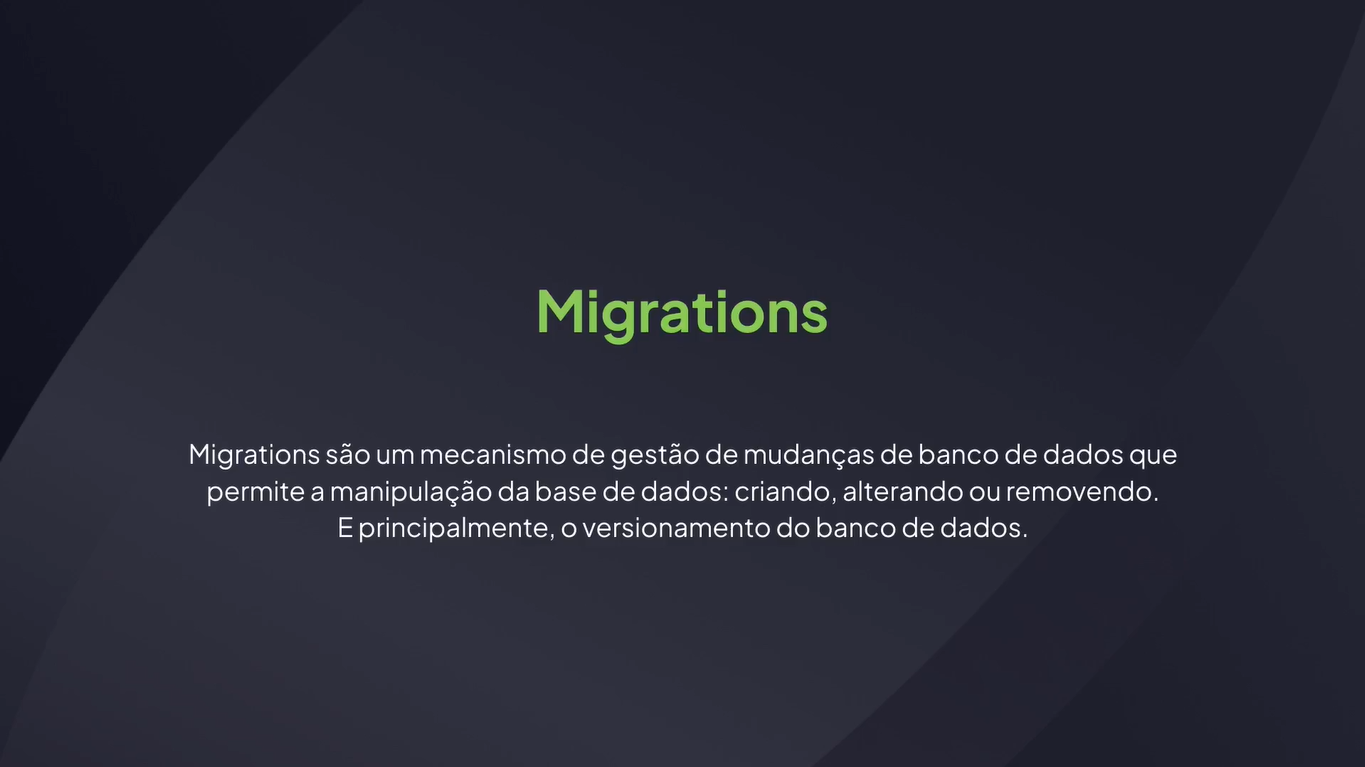 Migrations
Migrations são um mecanismo de gestão de mudanças de banco de dados que
permite a manipulação da base de dados: criando, alterando ou removendo.
E principalmente, o versionamento do banco de dados.